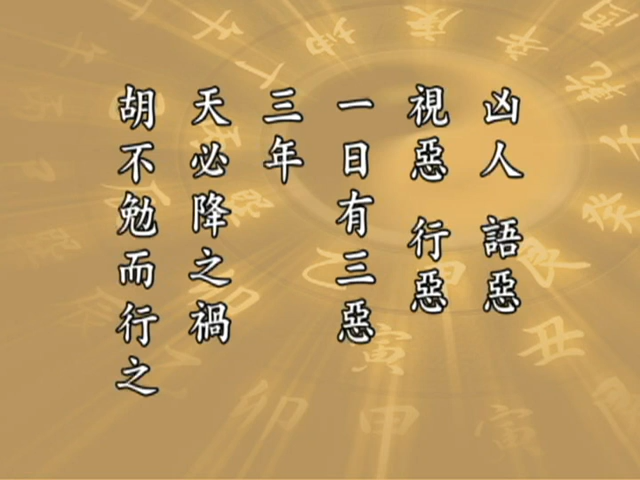 凶人 語惡
視惡 行惡
一日有三惡
三年
天必降之禍
胡不勉而行之